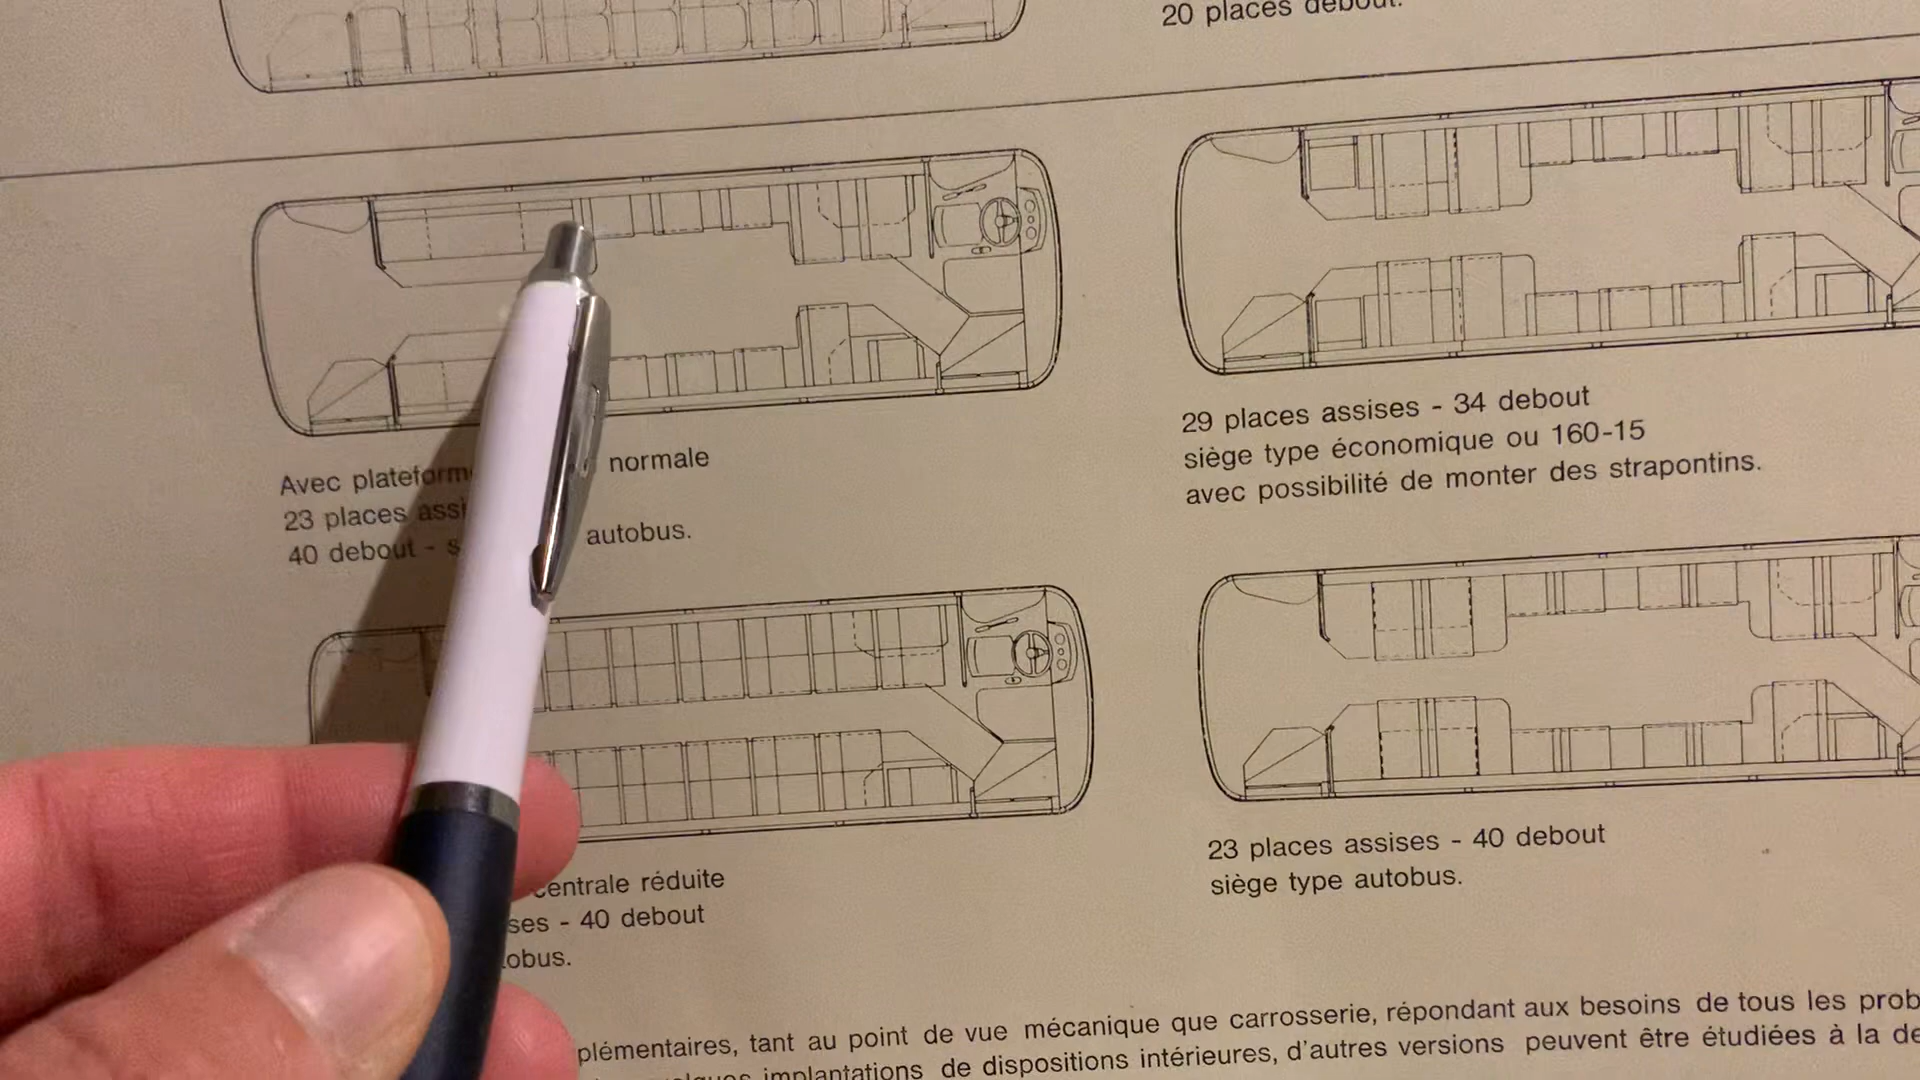 20 places debout.
Avec plateform normale
23 places assi
40 debout - s autobus.
29 places assises - 34 debout
siège type économique ou 160-15
avec possibilité de monter des strapontins.
centrale réduite
ses - 40 debout
obus.
23 places assises - 40 debout
siège type autobus.
plémentaires, tant au point de vue mécanique que carrosserie, répondant aux besoins de tous les prob
implantations de dispositions intérieures, d'autres versions peuvent être étudiées à la de